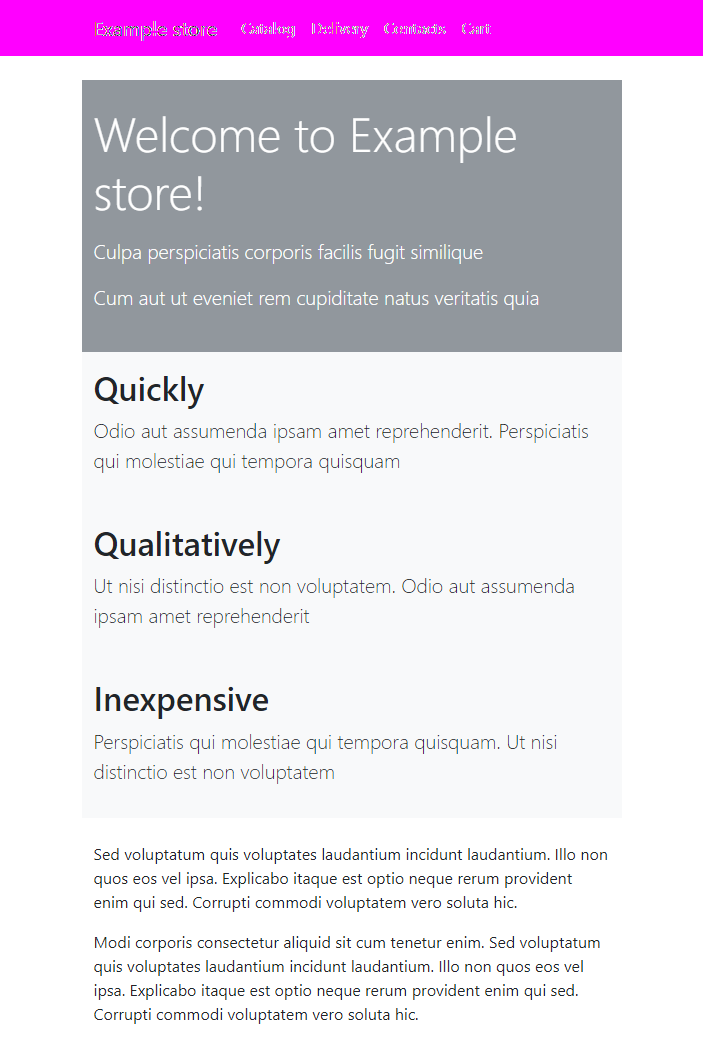 Example store Catalog Delivery Contacts Cart
Welcome to Example
store!
Culpa perspiciatis corporis facilis fugit similique
Cum aut ut eveniet rem cupiditate natus veritatis quia
Quickly
Odio aut assumenda ipsam amet reprehenderit. Perspiciatis
qui molestiae qui tempora quisquam
Qualitatively
Ut nisi distinctio est non voluptatem. Odio aut assumenda
ipsam amet reprehenderit
Inexpensive
Perspiciatis qui molestiae qui tempora quisquam. Ut nisi
distinctio est non voluptatem
Sed voluptatum quis voluptates laudantium incidunt laudantium. Illo non
quos eos vel ipsa. Explicabo itaque est optio neque rerum provident
enim qui sed. Corrupti commodi voluptatem vero soluta hic.
Modi corporis consectetur aliquid sit cum tenetur enim. Sed voluptatum
quis voluptates laudantium incidunt laudantium. Illo non quos eos vel
ipsa. Explicabo itaque est optio neque rerum provident enim qui sed.
Corrupti commodi voluptatem vero soluta hic.